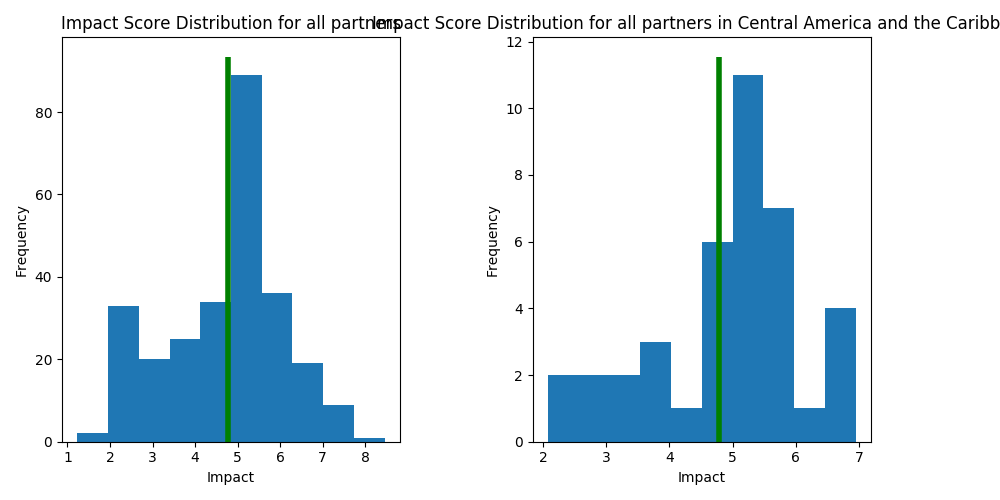 Impact Score Distribution for all partners
Impact Score Distribution for all partners in Central America and the Caribb
80
60
40
20
0
Frequency
1 2 3 4 5 6 7 8
Impact
12
10
8
6
4
2
0
Frequency
2 3 4 5 6 7
Impact